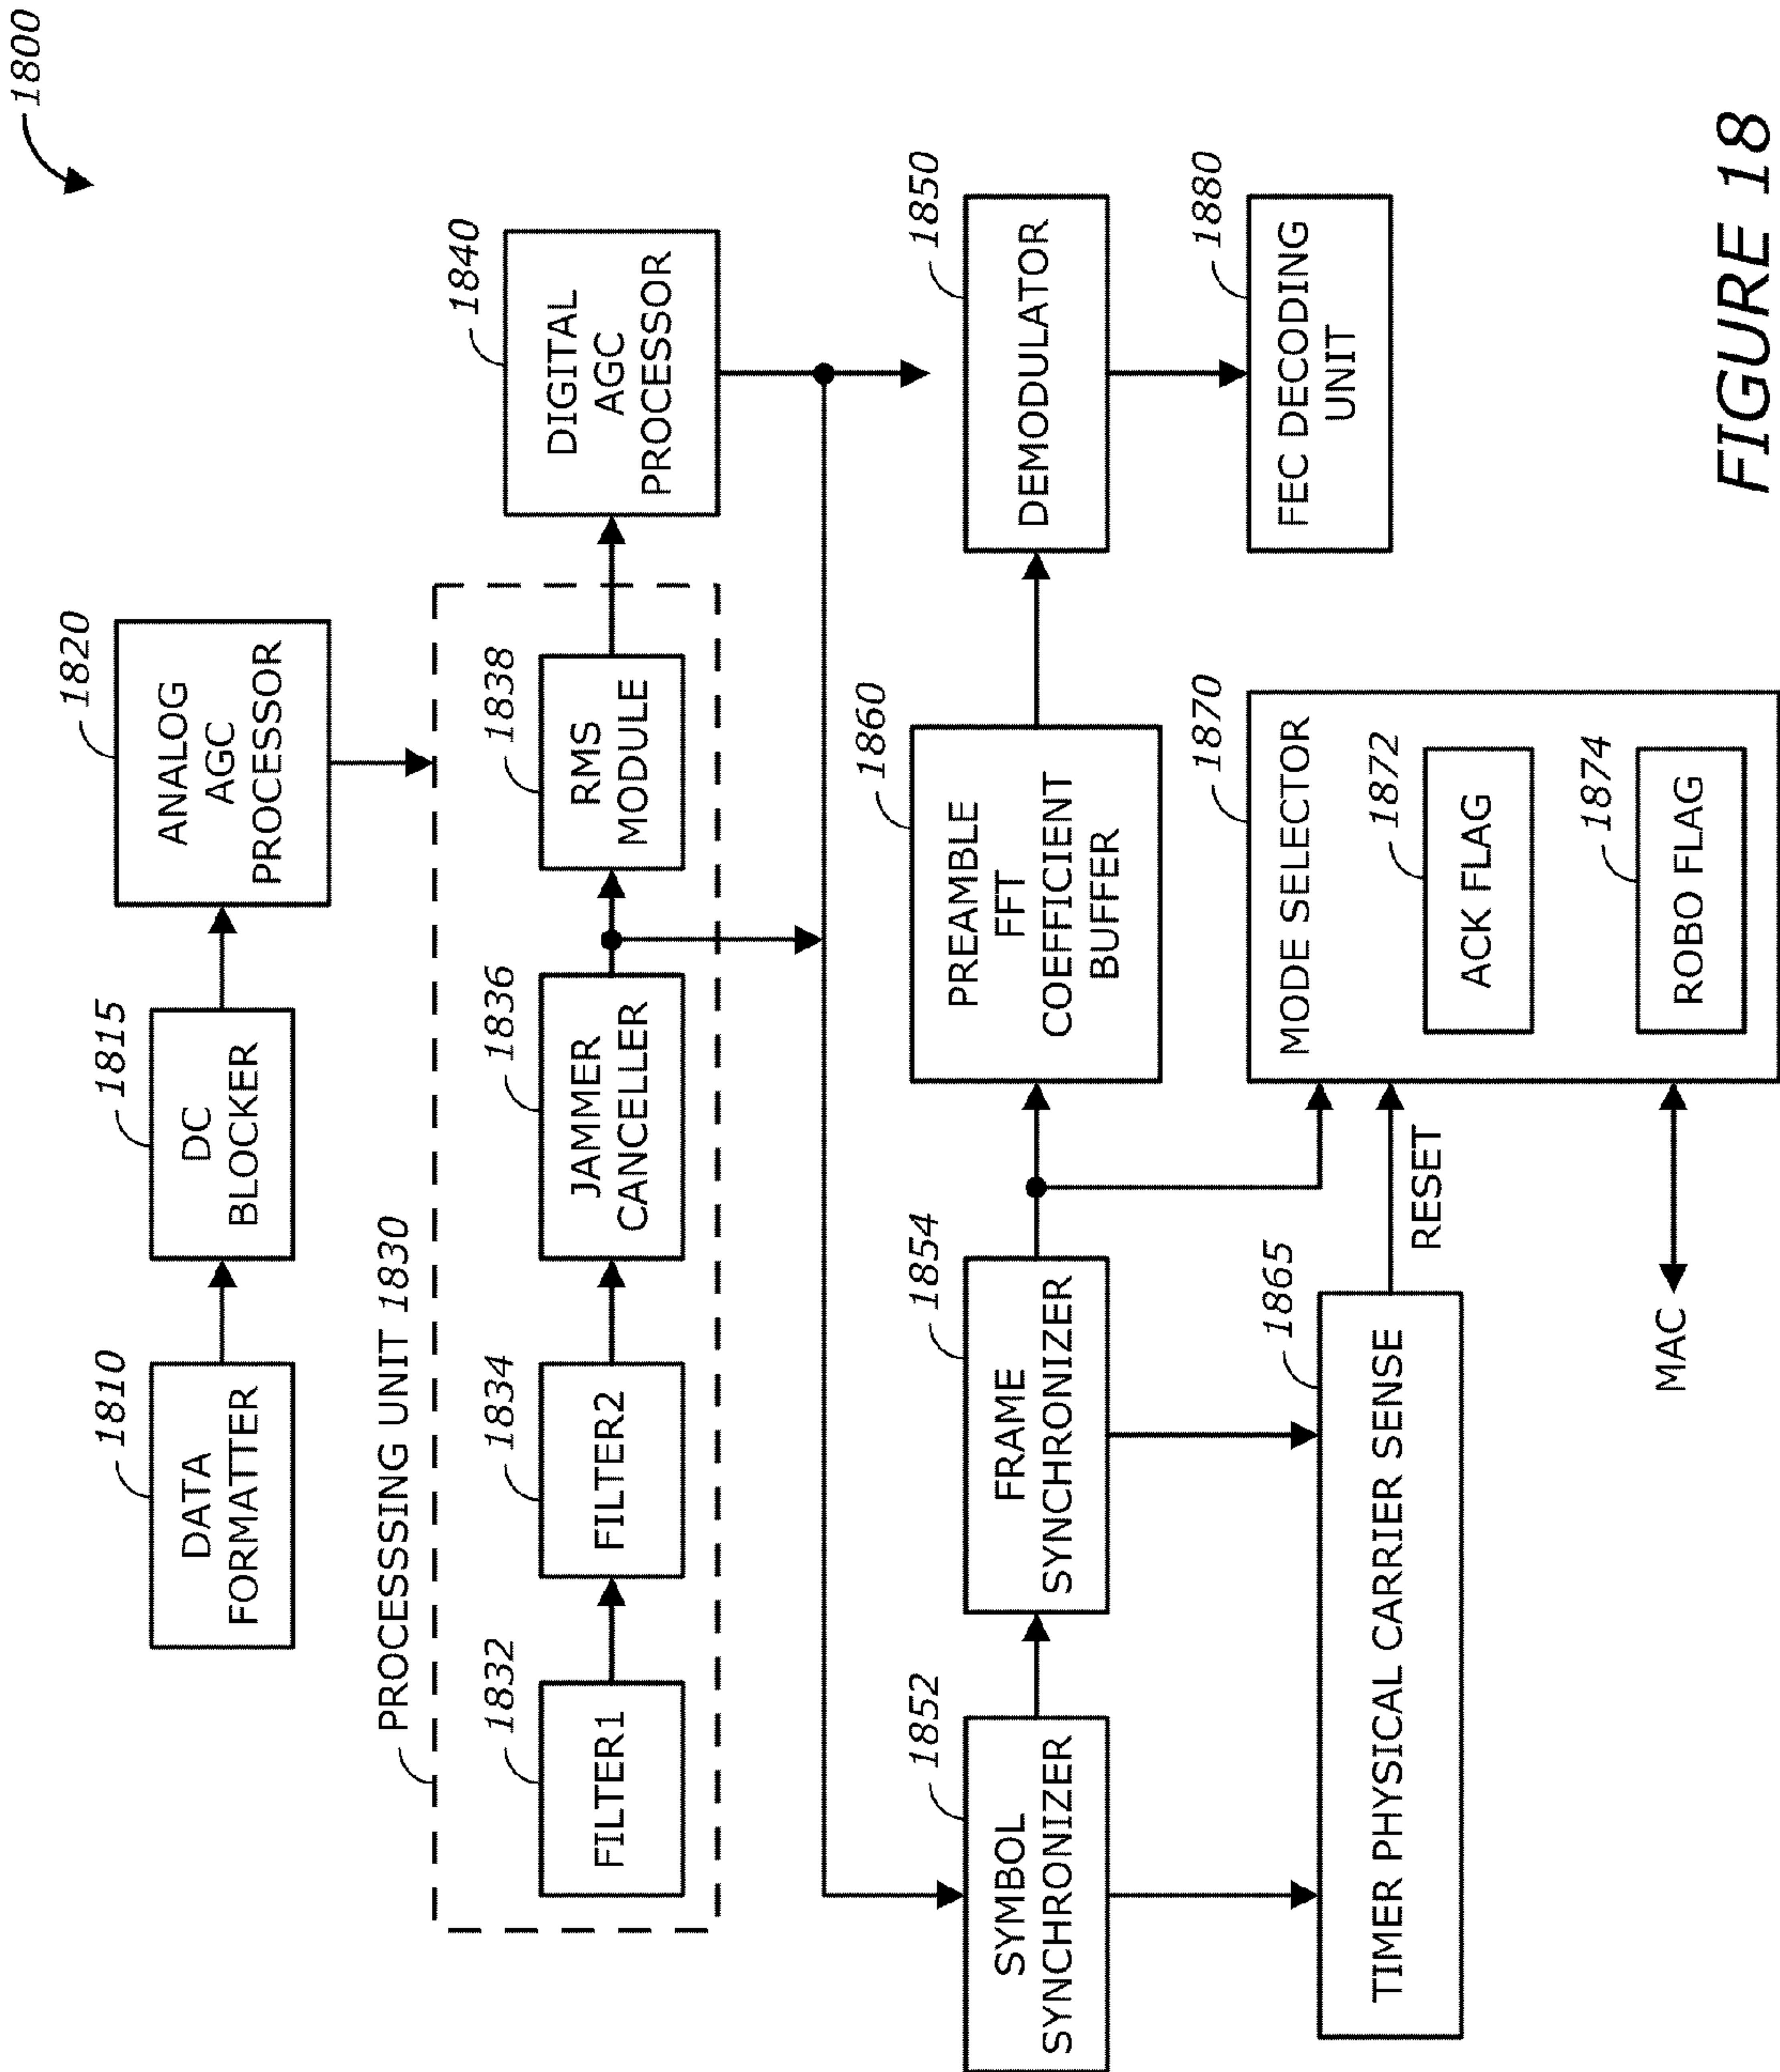 1800
1810
DATA
FORMATTER
1815
DC
BLOCKER
1820
ANALOG
AGC
PROCESSOR
PROCESSSING UNIT 1830
1832
FILTER1
1834
FILTER2
1836
JAMMER
CANCELLER
1838
RMS
MODULE
1840
DIGITAL
AGC
PROCESSOR
1852
SYMBOL
SYNCHRONIZER
1854
FRAME
SYNCHRONIZER
1860
PREAMBLE
FFT
COEFFICIENT
BUFFER
1850
DEMODULATOR
1865
TIMER PHYSICAL CARRIER SENSE
RESET
MAC
1870
MODE SELECTOR
1872
ACK FLAG
1874
ROBO FLAG
1880
FEC DECODING
UNIT
FIGURE 18